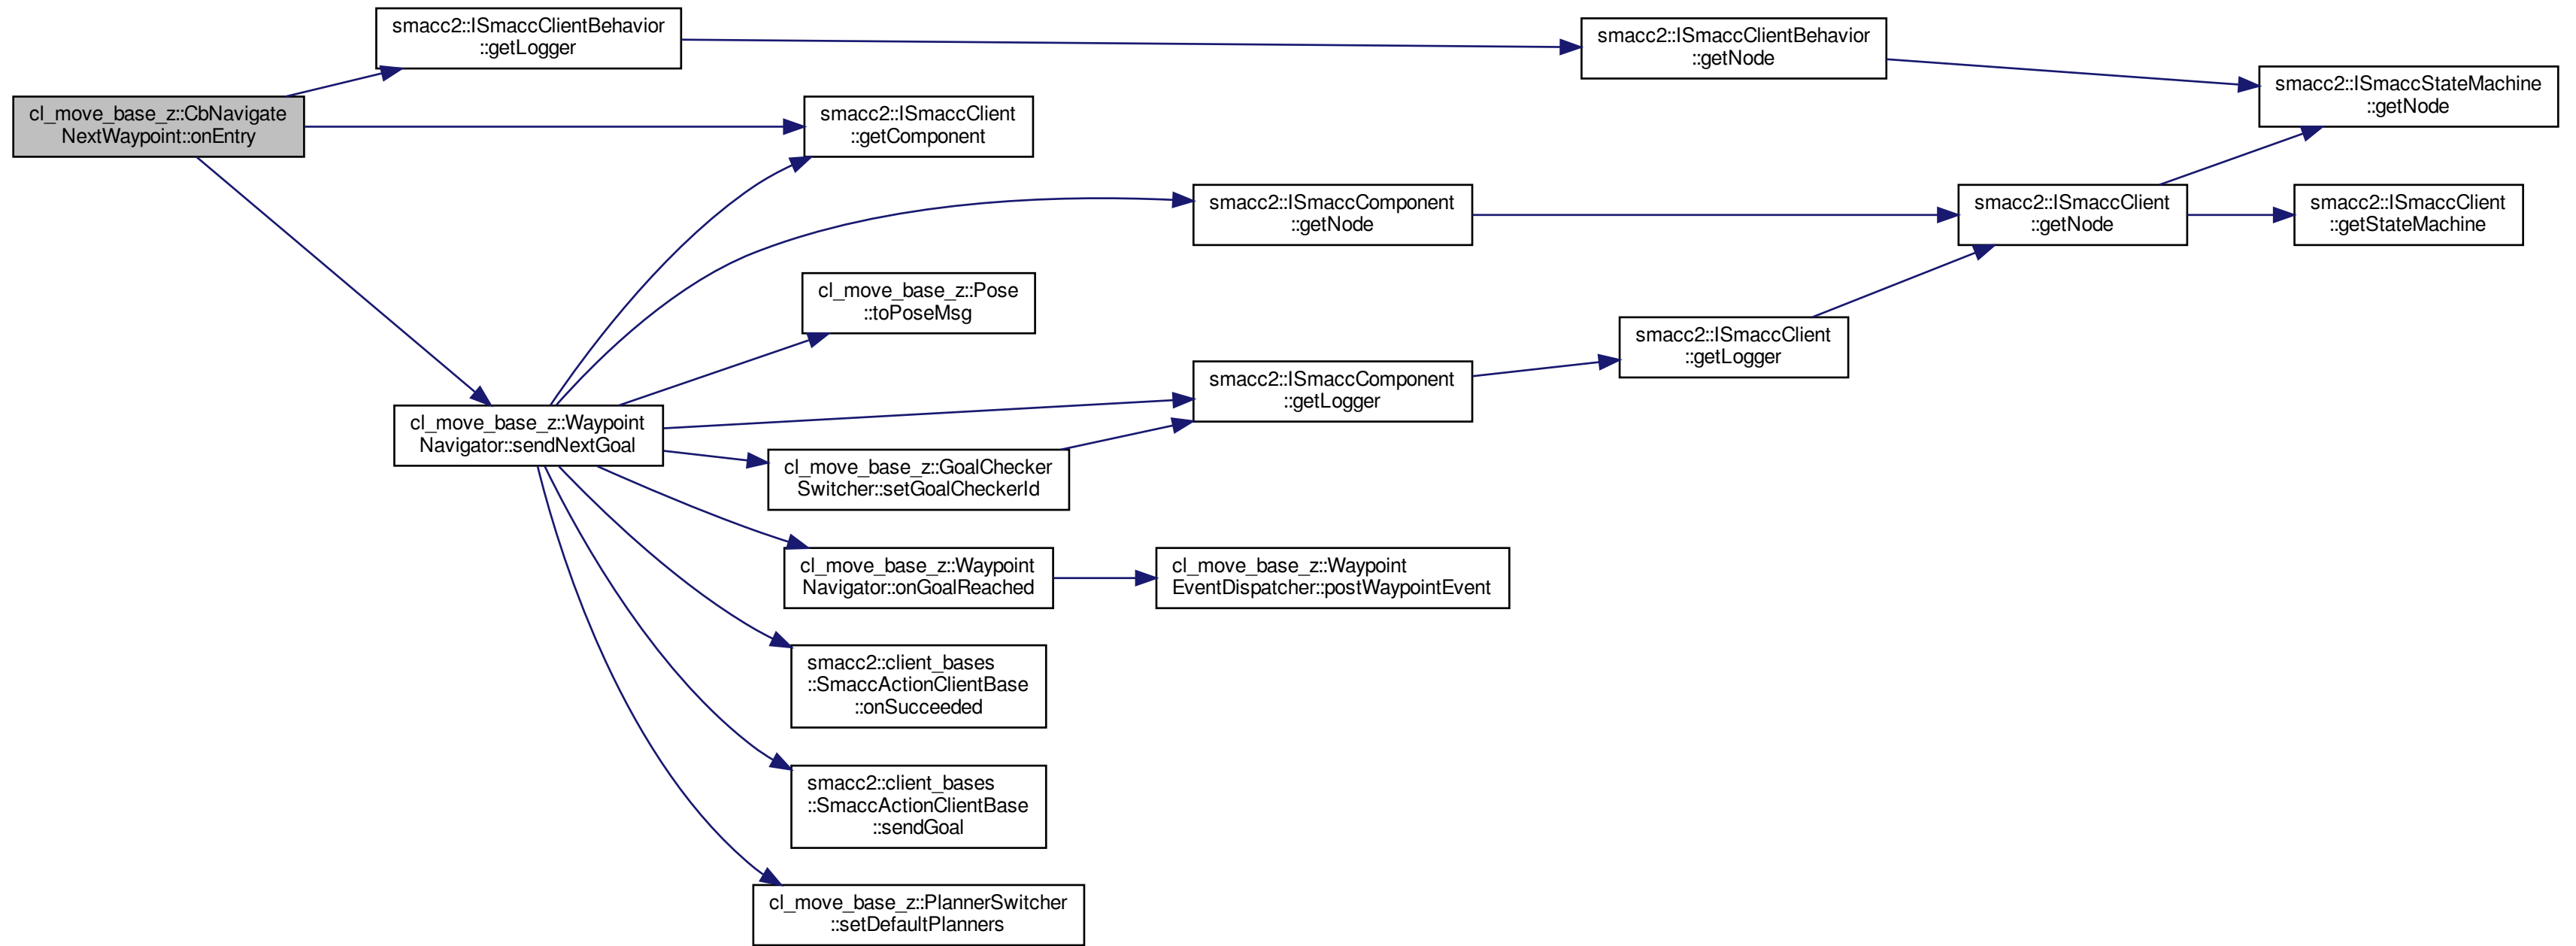 smacc2::ISmaccClientBehavior
::getLogger
smacc2::ISmaccClientBehavior
::getNode
smacc2::ISmaccStateMachine
::getNode
cl_move_base_z::CbNavigate
NextWaypoint::onEntry
smacc2::ISmaccClient
::getComponent
smacc2::ISmaccComponent
::getNode
smacc2::ISmaccClient
::getNode
smacc2::ISmaccClient
::getStateMachine
cl_move_base_z::Pose
::toPoseMsg
smacc2::ISmaccClient
::getLogger
smacc2::ISmaccComponent
::getLogger
cl_move_base_z::Waypoint
Navigator::sendNextGoal
cl_move_base_z::GoalChecker
Switcher::setGoalCheckerId
cl_move_base_z::Waypoint
Navigator::onGoalReached
cl_move_base_z::Waypoint
EventDispatcher::postWaypointEvent
smacc2::client_bases
::SmaccActionClientBase
::onSucceeded
smacc2::client_bases
::SmaccActionClientBase
::sendGoal
cl_move_base_z::PlannerSwitcher
::setDefaultPlanners